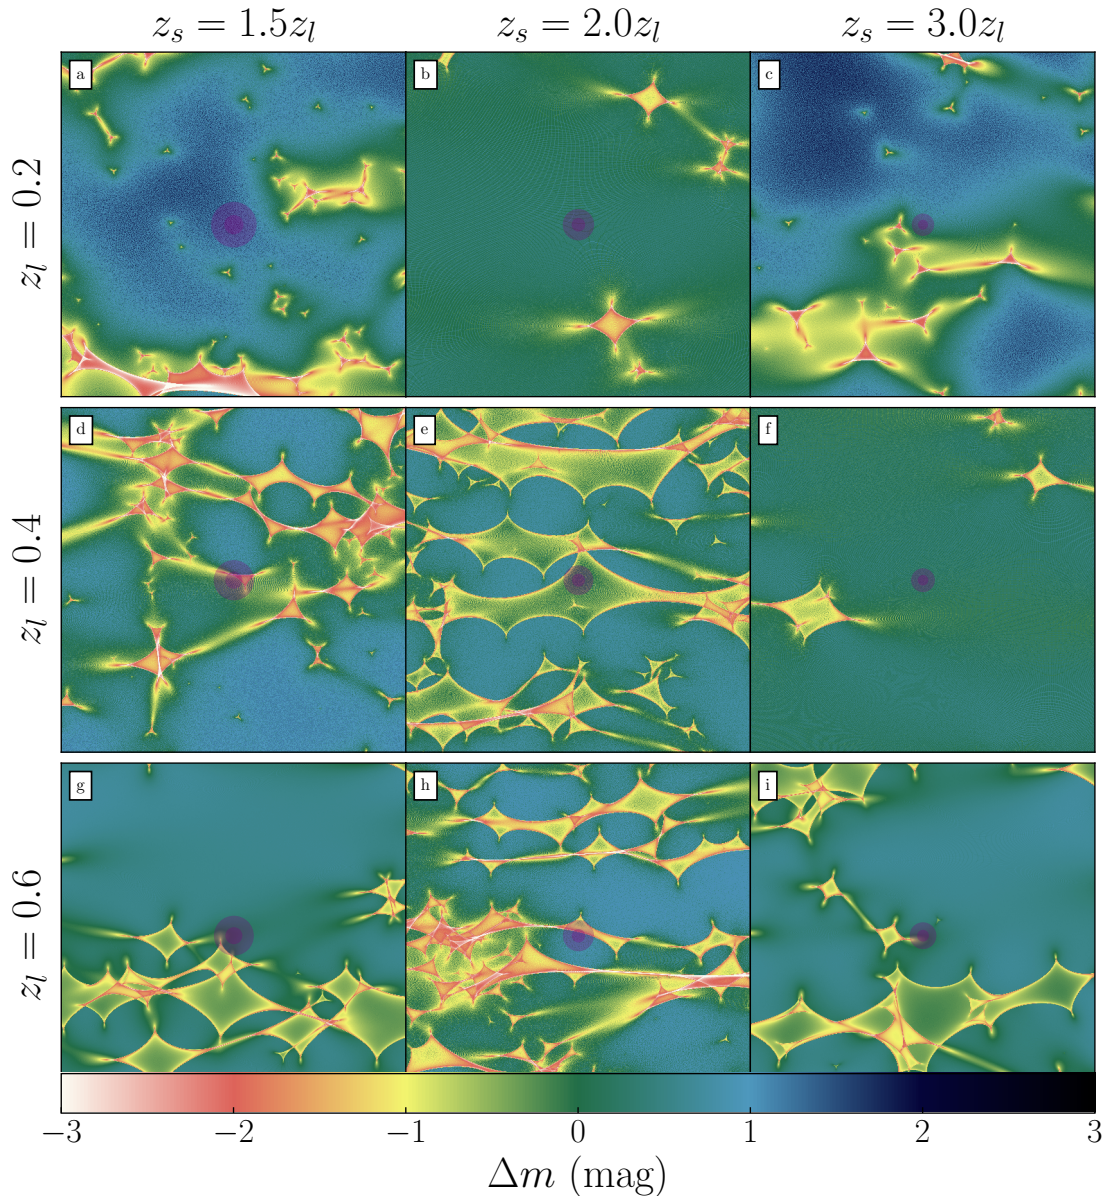 z_s = 1.5z_l z_s = 2.0z_l z_s = 3.0z_l
z_l = 0.2
a b c
z_l = 0.4
d e f
z_l = 0.6
g h i
−3 −2 −1 0 1 2 3
Δm (mag)